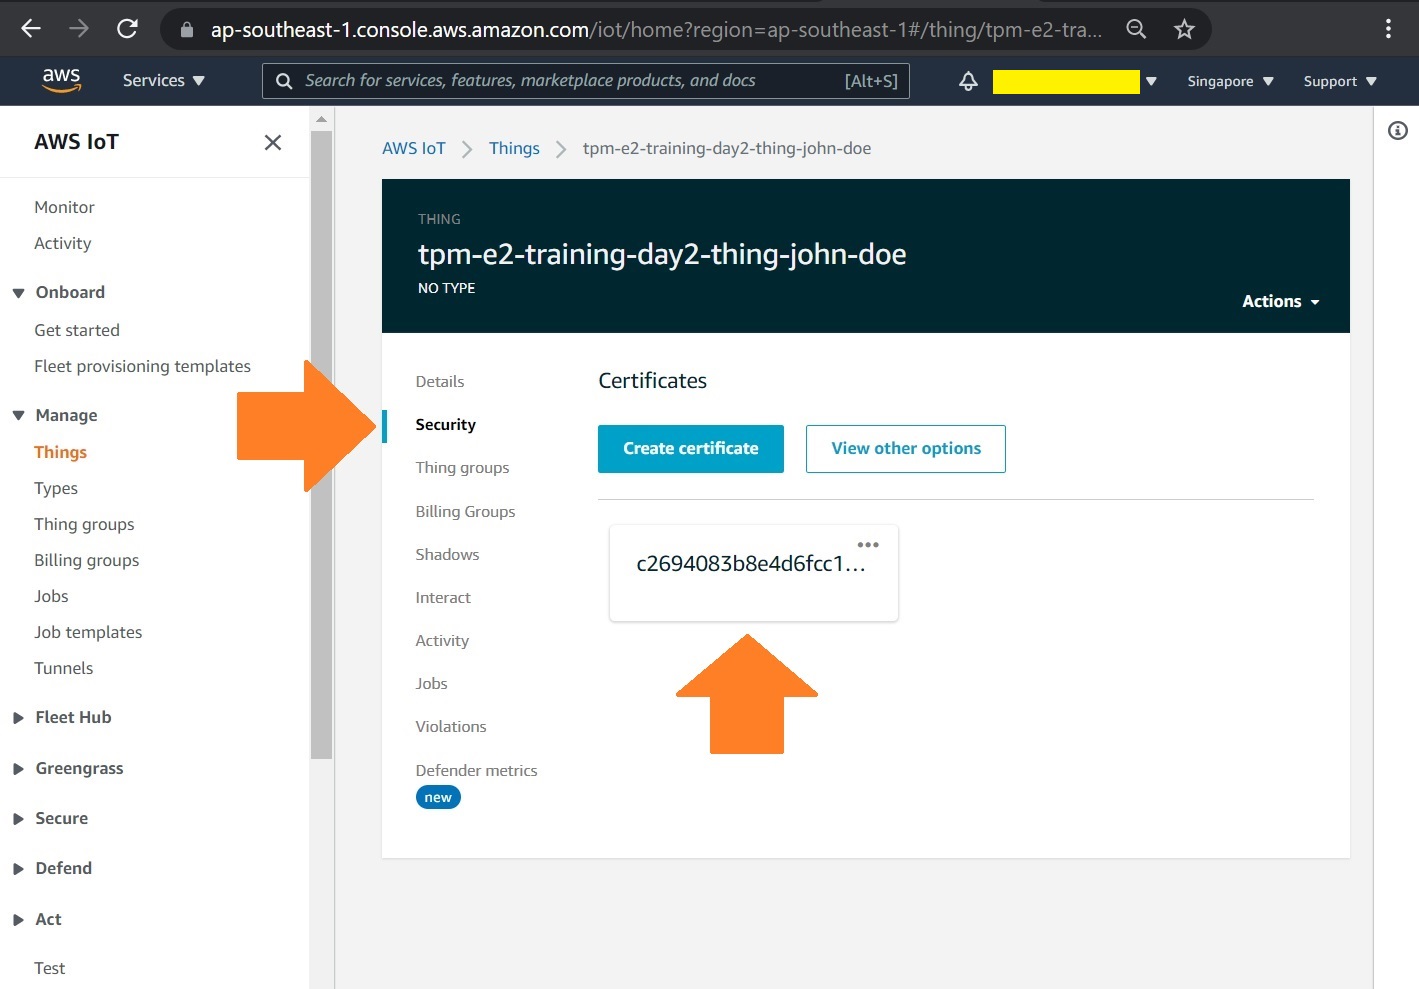 ap-southeast-1.console.aws.amazon.com/iot/home?region=ap-southeast-1#/thing/tpm-e2-tra...
aws
Services
Search for services, features, marketplace products, and docs
[Alt+S]
Singapore
Support
AWS IoT
Monitor
Activity
Onboard
Get started
Fleet provisioning templates
Manage
Things
Types
Thing groups
Billing groups
Jobs
Job templates
Tunnels
Fleet Hub
Greengrass
Secure
Defend
Act
Test
AWS IoT
Things
tpm-e2-training-day2-thing-john-doe
THING
tpm-e2-training-day2-thing-john-doe
NO TYPE
Actions
Details
Security
Thing groups
Billing Groups
Shadows
Interact
Activity
Jobs
Violations
Defender metrics
new
Certificates
Create certificate
View other options
c2694083b8e4d6fcc1...